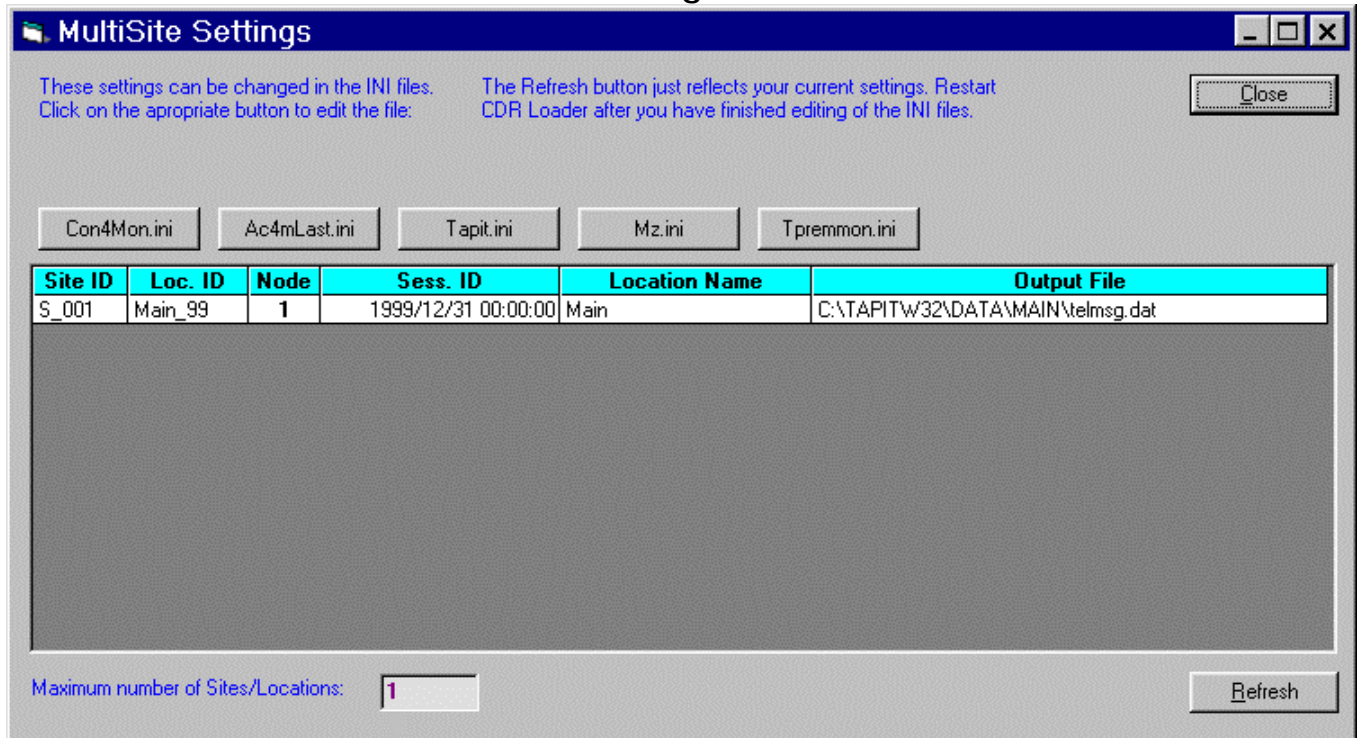 MultiSite Settings
These settings can be changed in the INI files.
Click on the apropriate button to edit the file:
The Refresh button just reflects your current settings. Restart
CDR Loader after you have finished editing of the INI files.
Close
Con4Mon.ini Ac4mLast.ini Tapit.ini Mz.ini Tpremmon.ini
Site ID Loc. ID Node Sess. ID Location Name Output File
S_001 Main_99 1 1999/12/31 00:00:00 Main C:\TAPITW32\DATA\MAIN\telmsg.dat
Maximum number of Sites/Locations: 1
Refresh